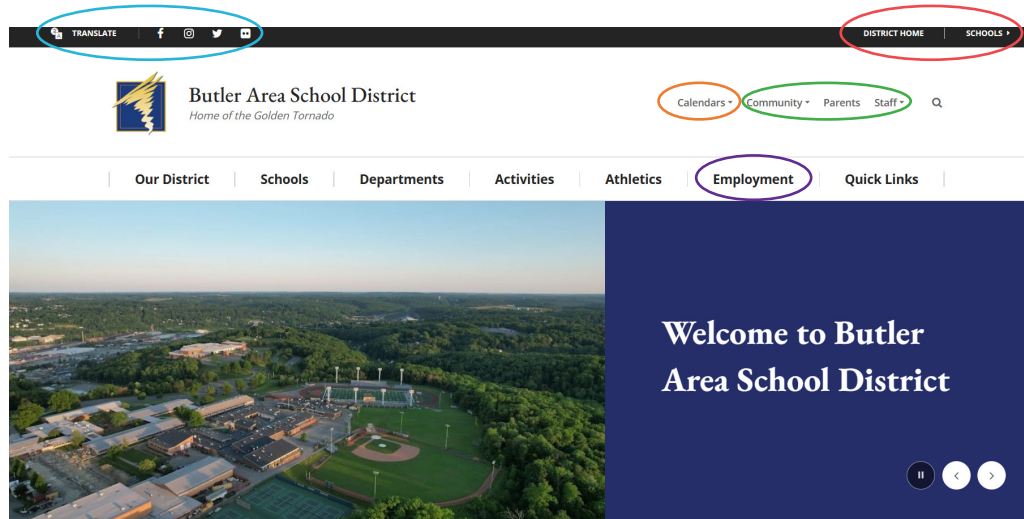 TRANSLATE DISTRICT HOME SCHOOLS
Butler Area School District
Home of the Golden Tornado
Calendars Community Parents Staff
Our District Schools Departments Activities Athletics Employment Quick Links
Welcome to Butler
Area School District